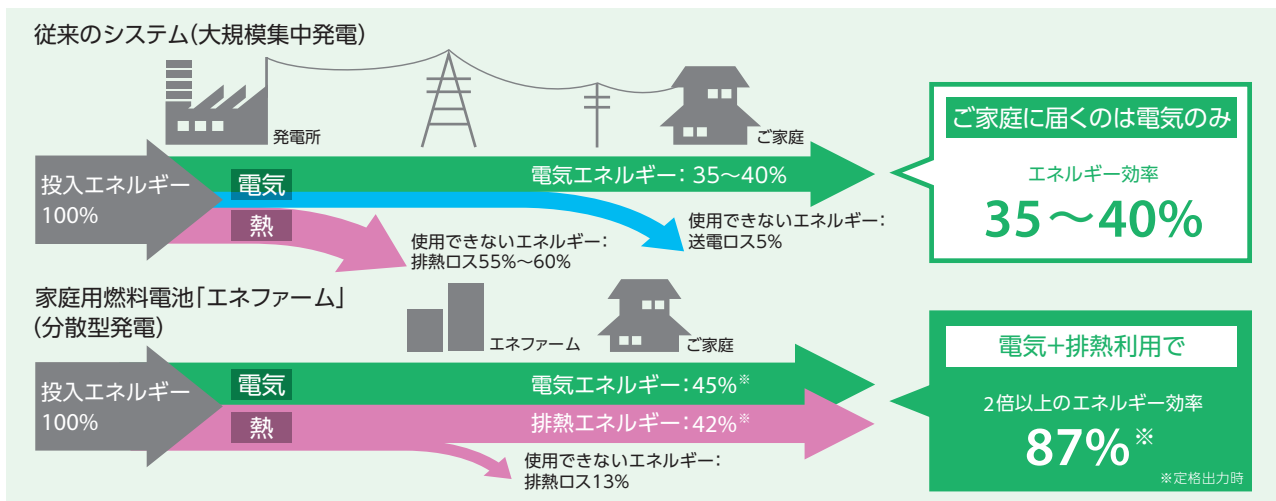 従来のシステム(大規模集中発電)
発電所
ご家庭
投入エネルギー
100%
電気
熱
電気エネルギー：35～40%
使用できないエネルギー：
送電ロス5%
使用できないエネルギー：
排熱ロス55%～60%
ご家庭に届くのは電気のみ
エネルギー効率
35～40%
家庭用燃料電池「エネファーム」
(分散型発電)
エネファーム
ご家庭
投入エネルギー
100%
電気
熱
電気エネルギー：45%※
排熱エネルギー：42%※
使用できないエネルギー：
排熱ロス13%
電気+排熱利用で
2倍以上のエネルギー効率
87%※
※定格出力時